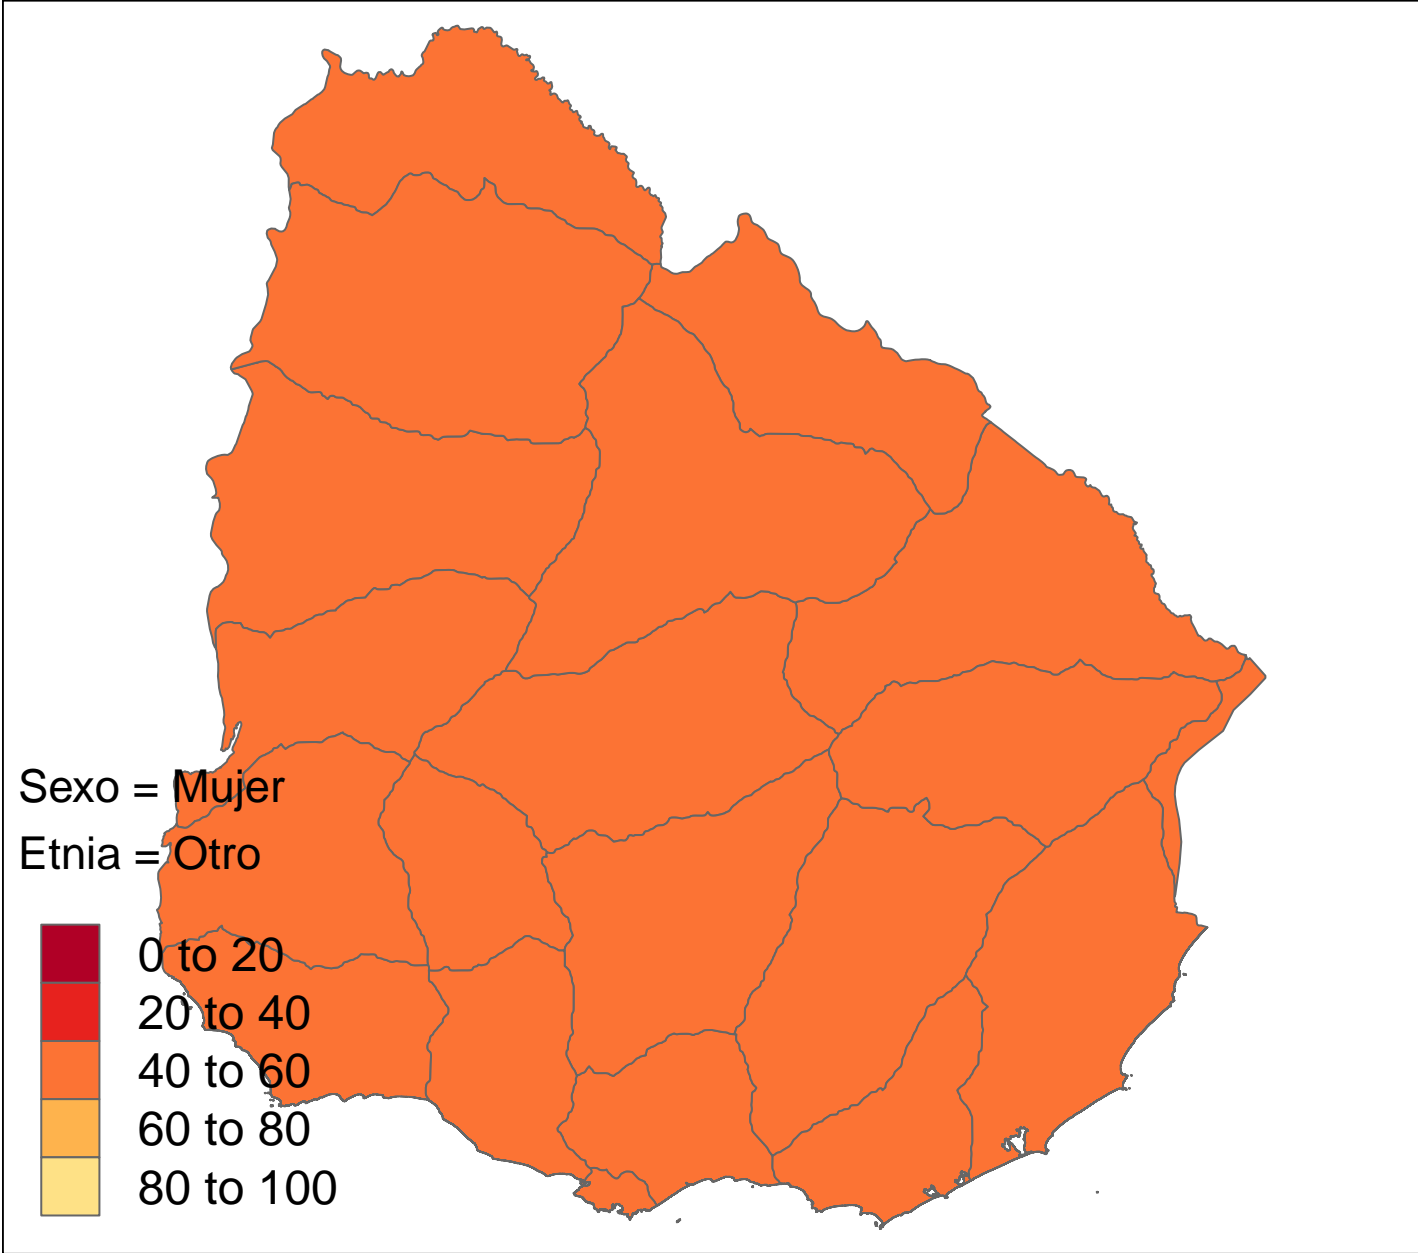 Sexo = Mujer
Etnia = Otro
0 to 20
20 to 40
40 to 60
60 to 80
80 to 100